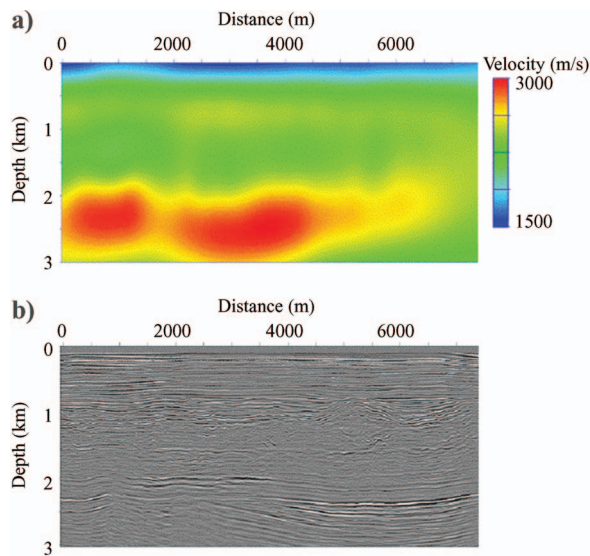 a)
Distance (m)
0 2000 4000 6000
Velocity (m/s)
3000
1500
Depth (km)
0
1
2
3
b)
Distance (m)
0 2000 4000 6000
Depth (km)
0
1
2
3